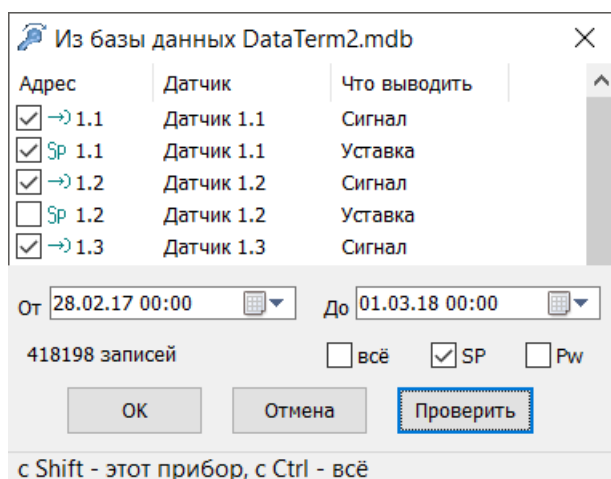 Из базы данных DataTerm2.mdb
Адрес Датчик Что выводить
1.1 Датчик 1.1 Сигнал
Sp 1.1 Датчик 1.1 Уставка
1.2 Датчик 1.2 Сигнал
Sp 1.2 Датчик 1.2 Уставка
1.3 Датчик 1.3 Сигнал
От 28.02.17 00:00 До 01.03.18 00:00
418198 записей всё SP Pw
ОК Отмена Проверить
с Shift - этот прибор, с Ctrl - всё